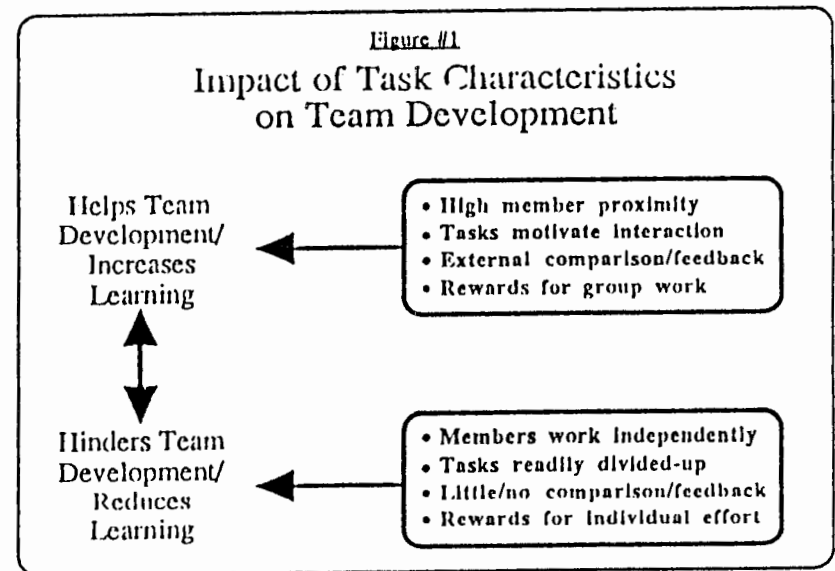 Figure #1
Impact of Task Characteristics
on Team Development
Helps Team
Development/
Increases
Learning
• High member proximity
• Tasks motivate interaction
• External comparison/feedback
• Rewards for group work
Hinders Team
Development/
Reduces
Learning
• Members work independently
• Tasks readily divided-up
• Little/no comparison/feedback
• Rewards for individual effort